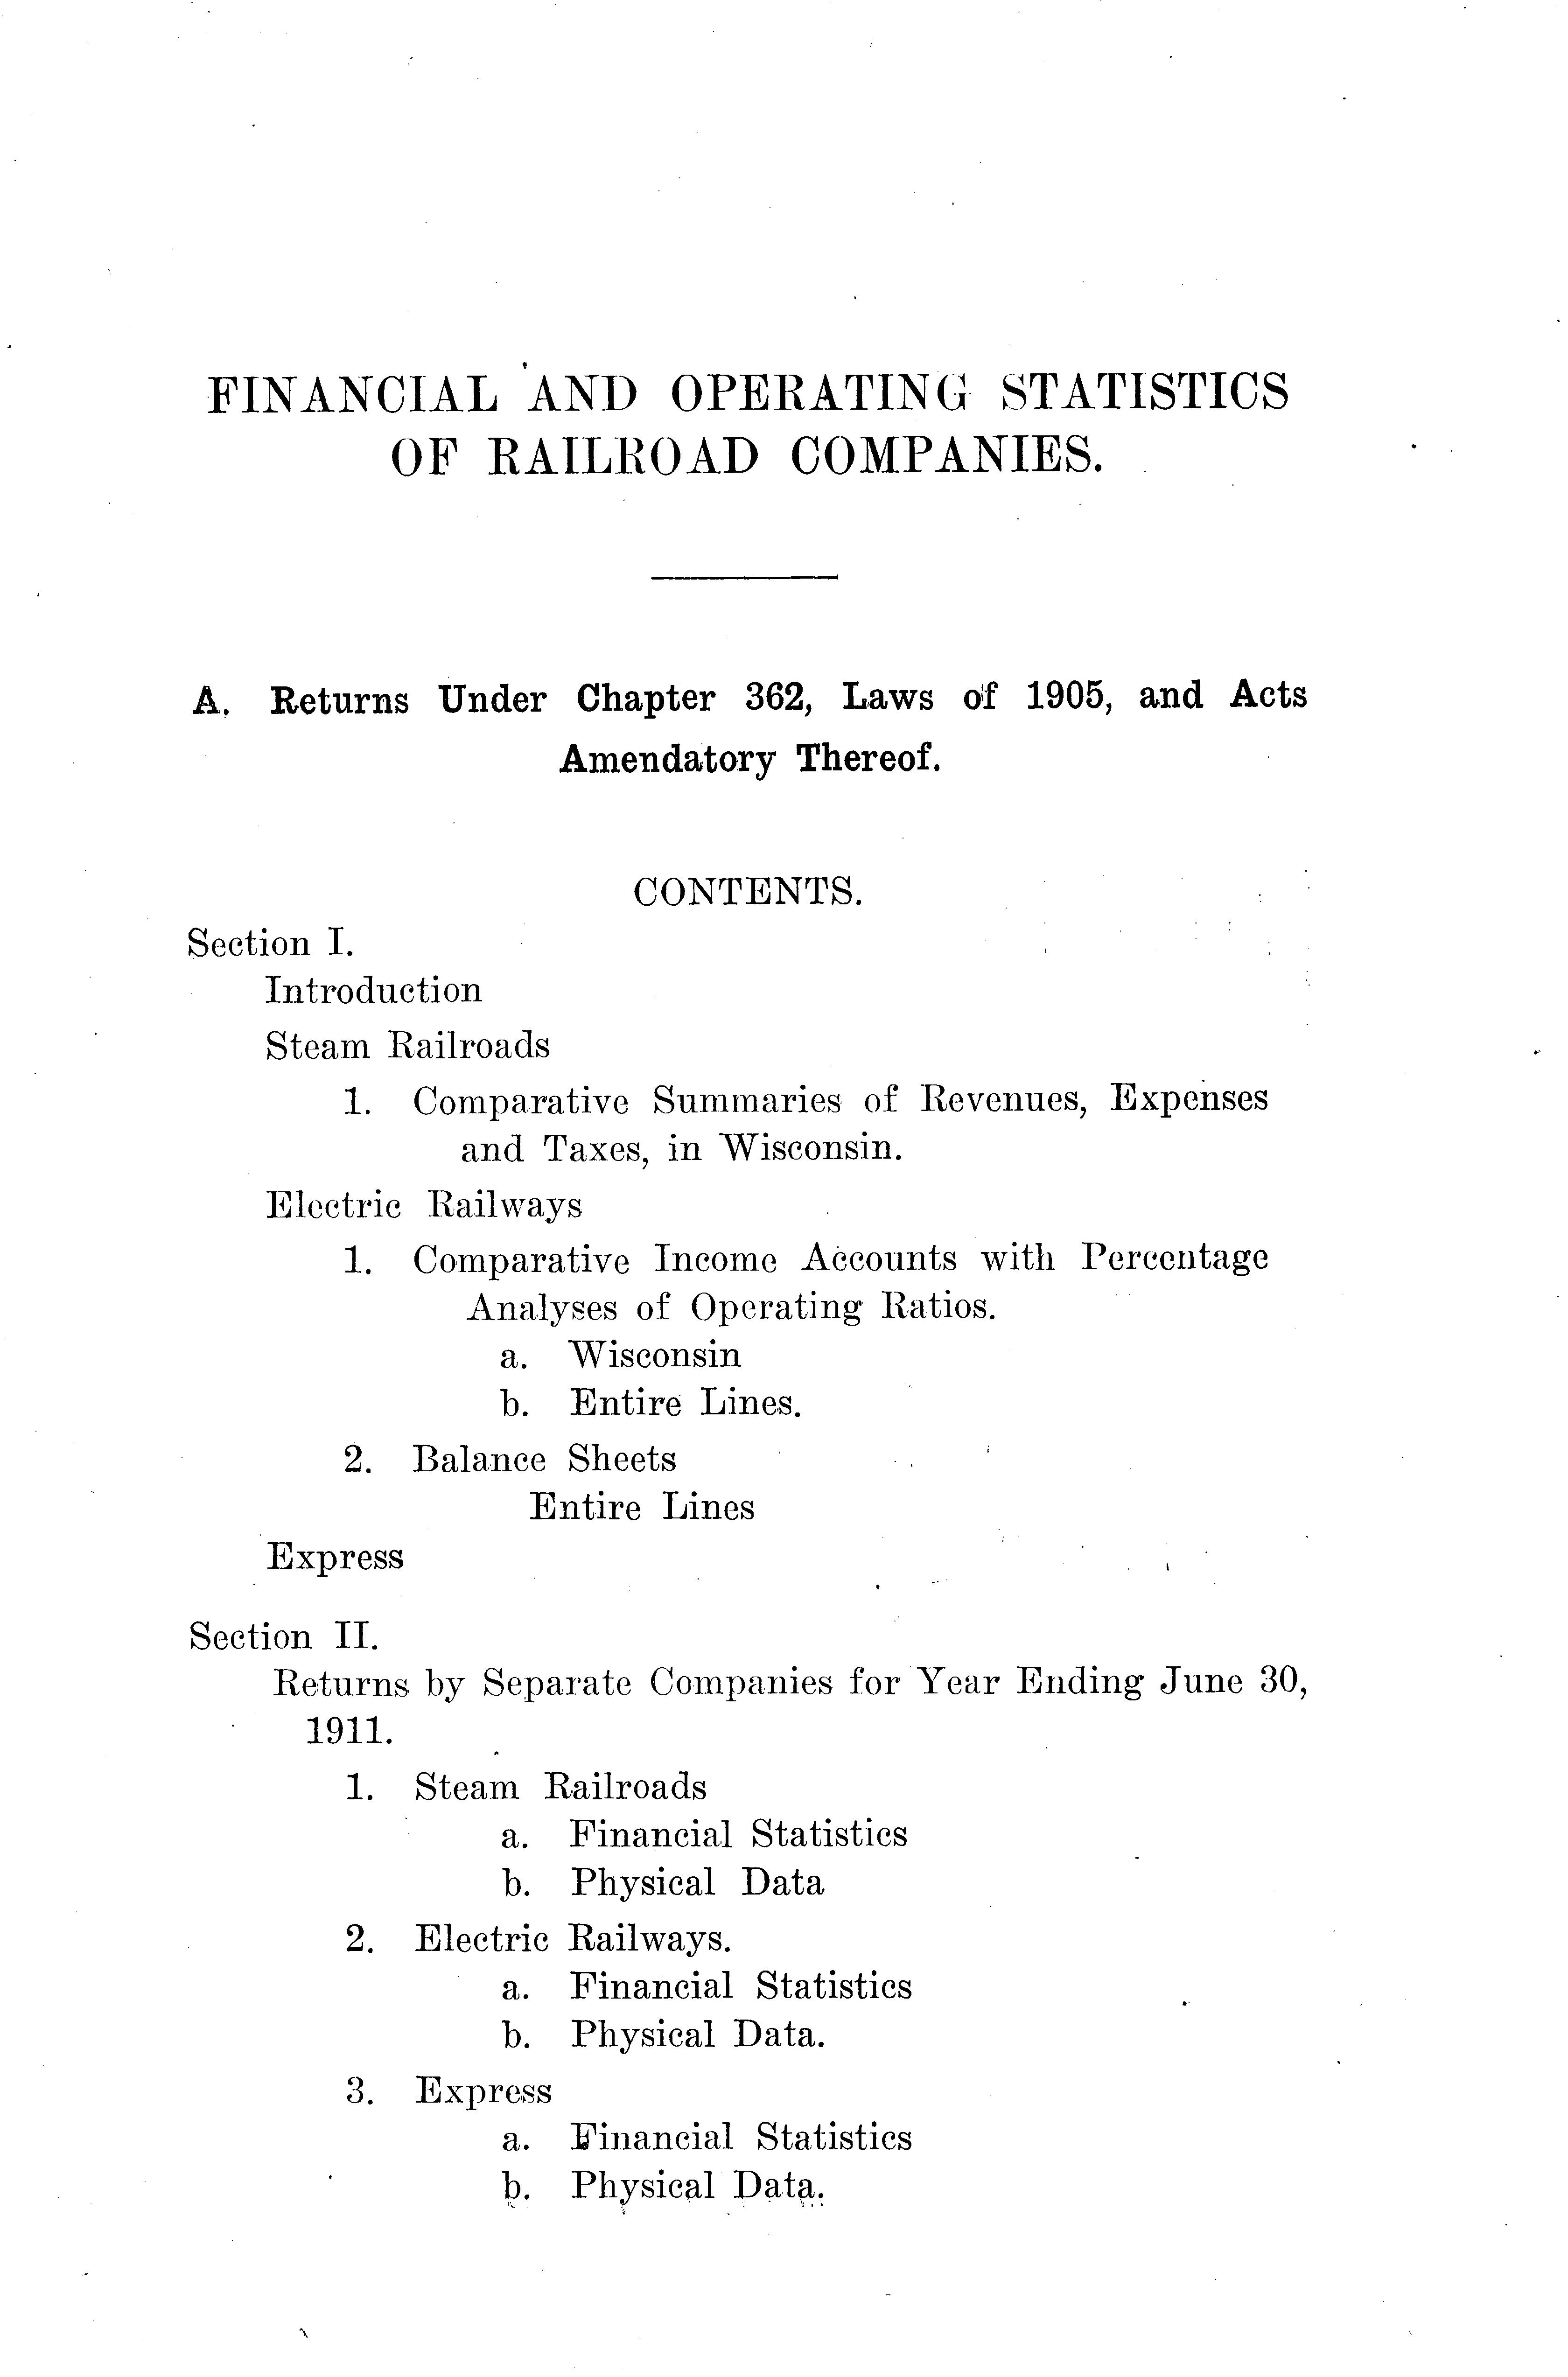 FINANCIAL AND OPERATING STATISTICS
OF RAILROAD COMPANIES.
A. Returns Under Chapter 362, Laws of 1905, and Acts
Amendatory Thereof.
CONTENTS.
Section I.
Introduction
Steam Railroads
1. Comparative Summaries of Revenues, Expenses
and Taxes, in Wisconsin.
Electric Railways
1. Comparative Income Accounts with Percentage
Analyses of Operating Ratios.
a. Wisconsin
b. Entire Lines.
2. Balance Sheets
Entire Lines
Express
Section II.
Returns by Separate Companies for Year Ending June 30,
1911.
1. Steam Railroads
a. Financial Statistics
b. Physical Data
2. Electric Railways.
a. Financial Statistics
b. Physical Data.
3. Express
a. Financial Statistics
b. Physical Data.